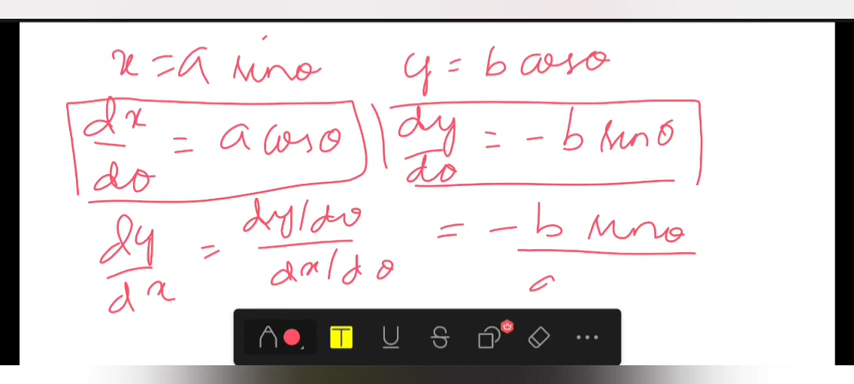 x = a sinθ    y = b cosθ
dx/dθ = a cosθ    dy/dθ = - b sinθ
dy/dx = (dy/dθ)/(dx/dθ) = - b sinθ / a